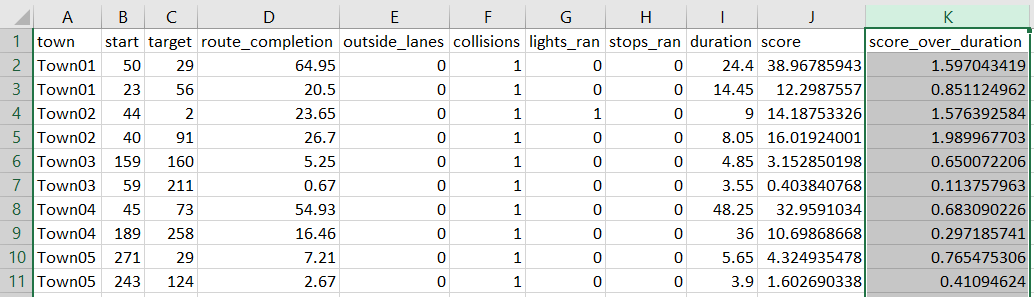 A B C D E F G H I J K
1 town start target route_completion outside_lanes collisions lights_ran stops_ran duration score score_over_duration
2 Town01 50 29 64.95 0 1 0 0 24.4 38.96785943 1.597043419
3 Town01 23 56 20.5 0 1 0 0 14.45 12.2987557 0.851124962
4 Town02 44 2 23.65 0 1 1 0 9 14.18753326 1.576392584
5 Town02 40 91 26.7 0 1 0 0 8.05 16.01924001 1.989967703
6 Town03 159 160 5.25 0 1 0 0 4.85 3.152850198 0.650072206
7 Town03 59 211 0.67 0 1 0 0 3.55 0.403840768 0.113757963
8 Town04 45 73 54.93 0 1 0 0 48.25 32.9591034 0.683090226
9 Town04 189 258 16.46 0 1 0 0 36 10.69868668 0.297185741
10 Town05 271 29 7.21 0 1 0 0 5.65 4.324935478 0.765475306
11 Town05 243 124 2.67 0 1 0 0 3.9 1.602690338 0.41094624